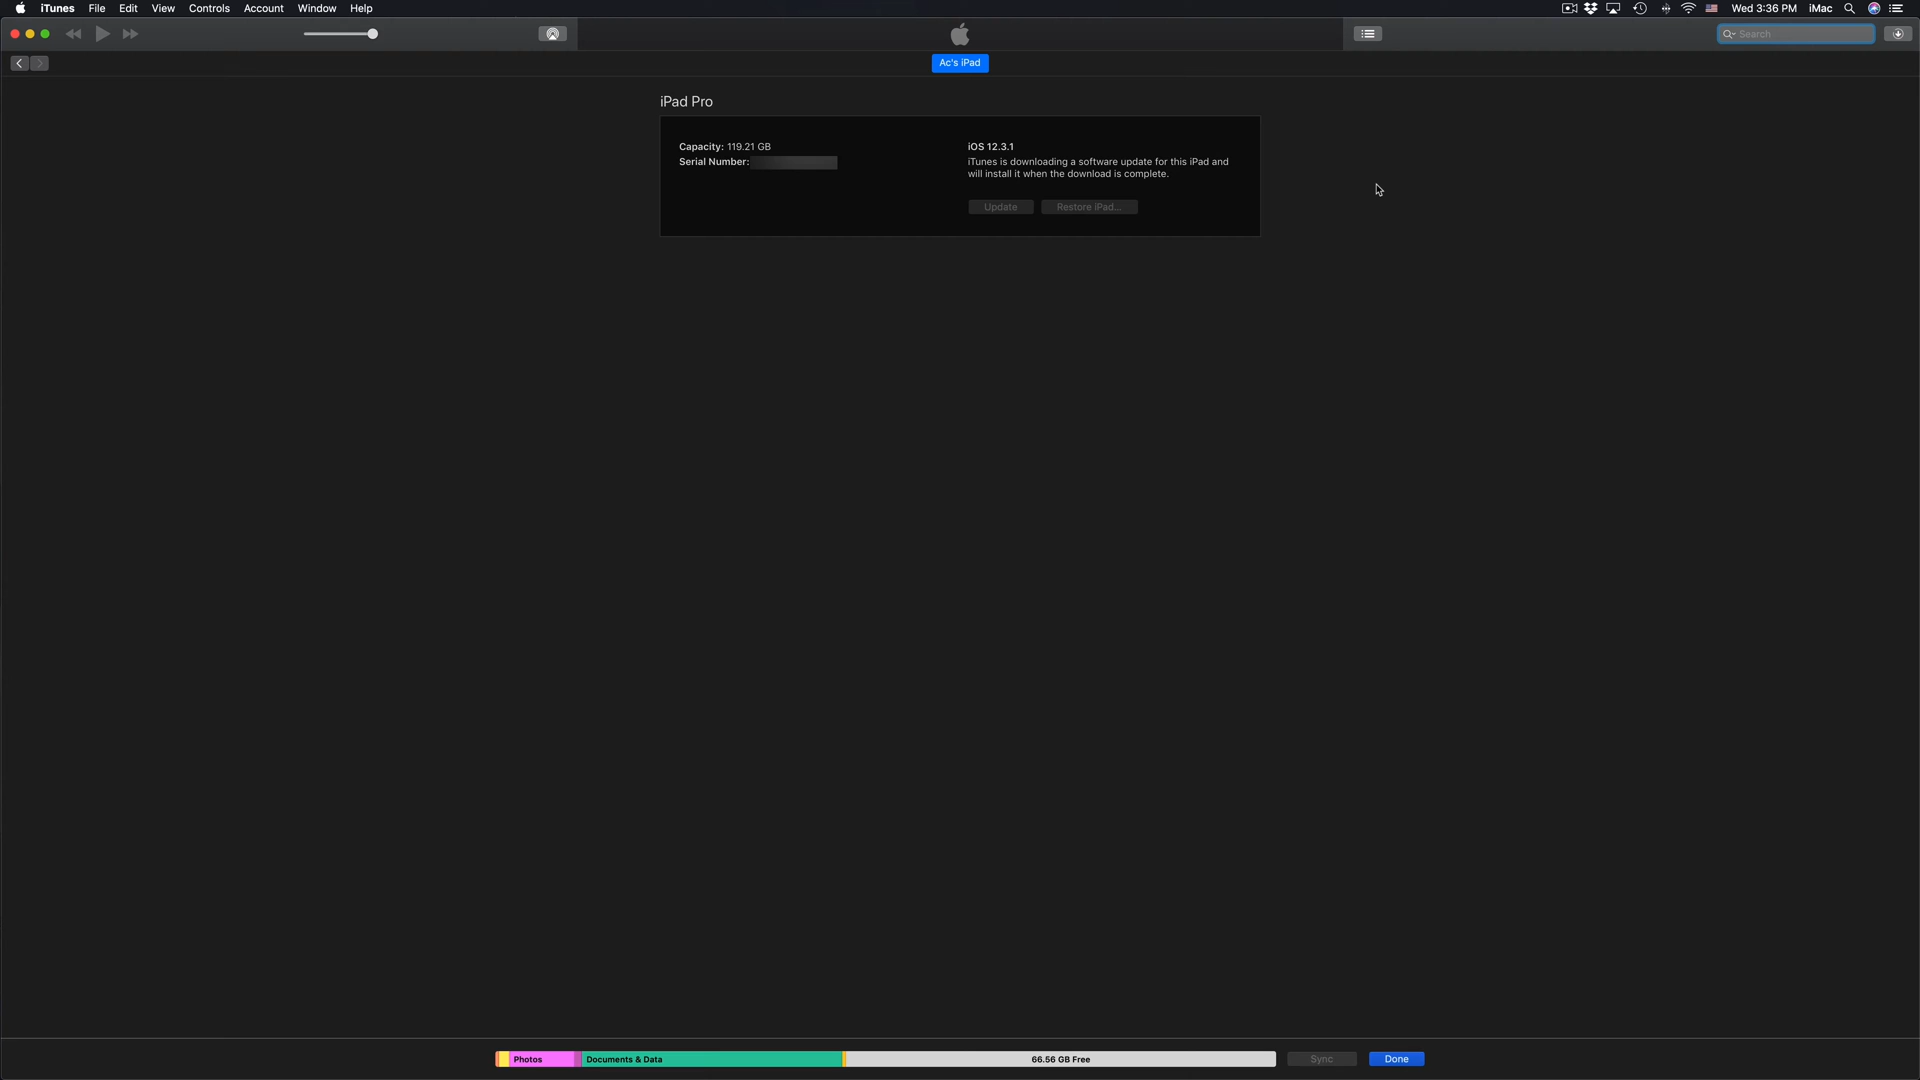 iTunes File Edit View Controls Account Window Help Wed 3:36 PM iMac
Search
Ac's iPad
iPad Pro
Capacity: 119.21 GB
Serial Number:
iOS 12.3.1
iTunes is downloading a software update for this iPad and
will install it when the download is complete.
Update Restore iPad...
Photos Documents & Data 66.56 GB Free Sync Done